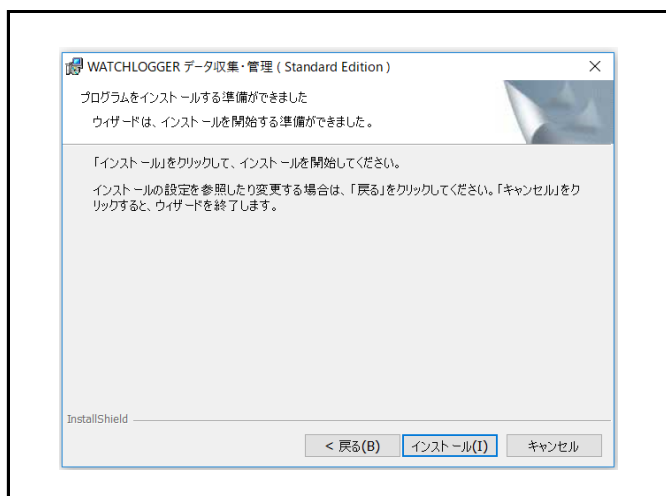 WATCHLOGGER データ収集・管理 ( Standard Edition )
プログラムをインストールする準備ができました
ウィザードは、インストールを開始する準備ができました。
「インストール」をクリックして、インストールを開始してください。
インストールの設定を参照したり変更する場合は、「戻る」をクリックしてください。「キャンセル」をク
リックすると、ウィザードを終了します。
InstallShield
< 戻る(B) インストール(I) キャンセル